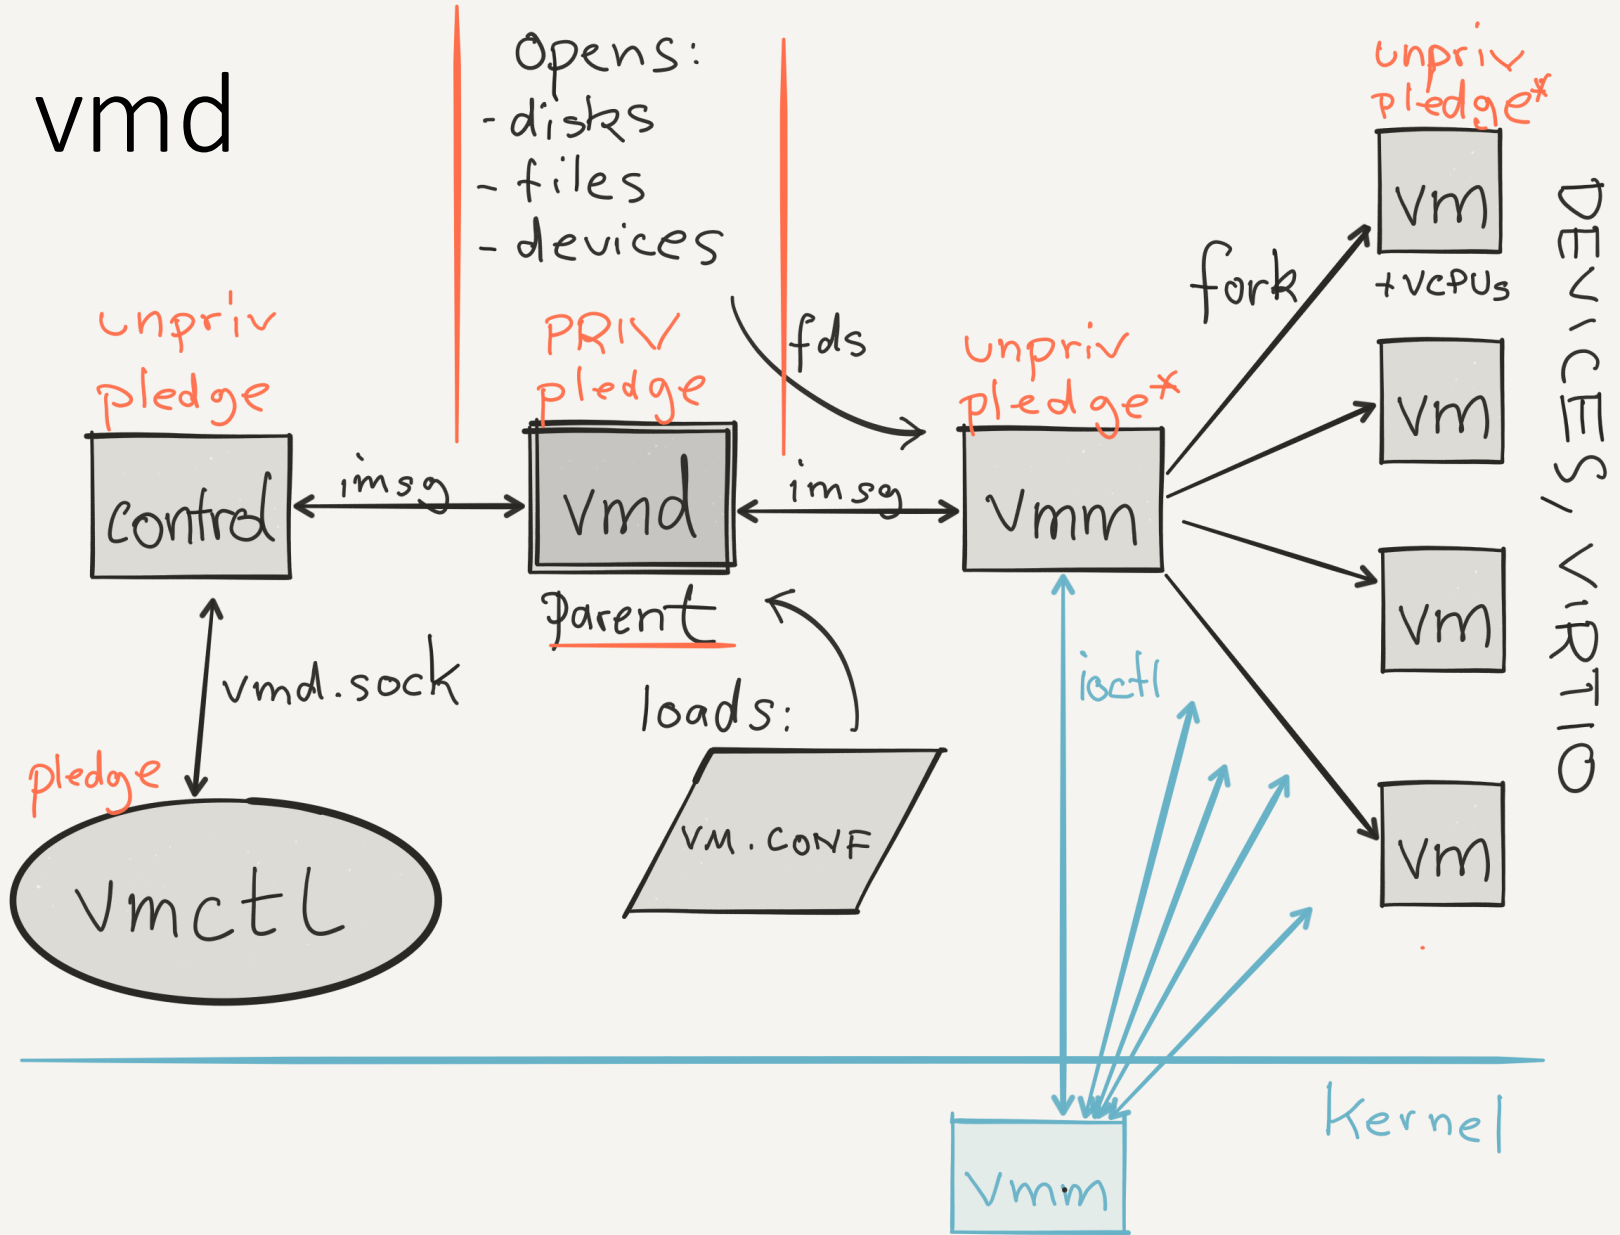 vmd
opens:
- disks
- files
- devices
unpriv
pledge*
vm
+ vCPUs
fork
vm
vm
vm
DEVICES, VIRTIO
unpriv
pledge
control
imsg
PRIV
pledge
vmd
parent
fds
imsg
unpriv
pledge*
vmm
vmd.sock
pledge
vmctl
loads:
VM.CONF
ioctl
Kernel
vmm